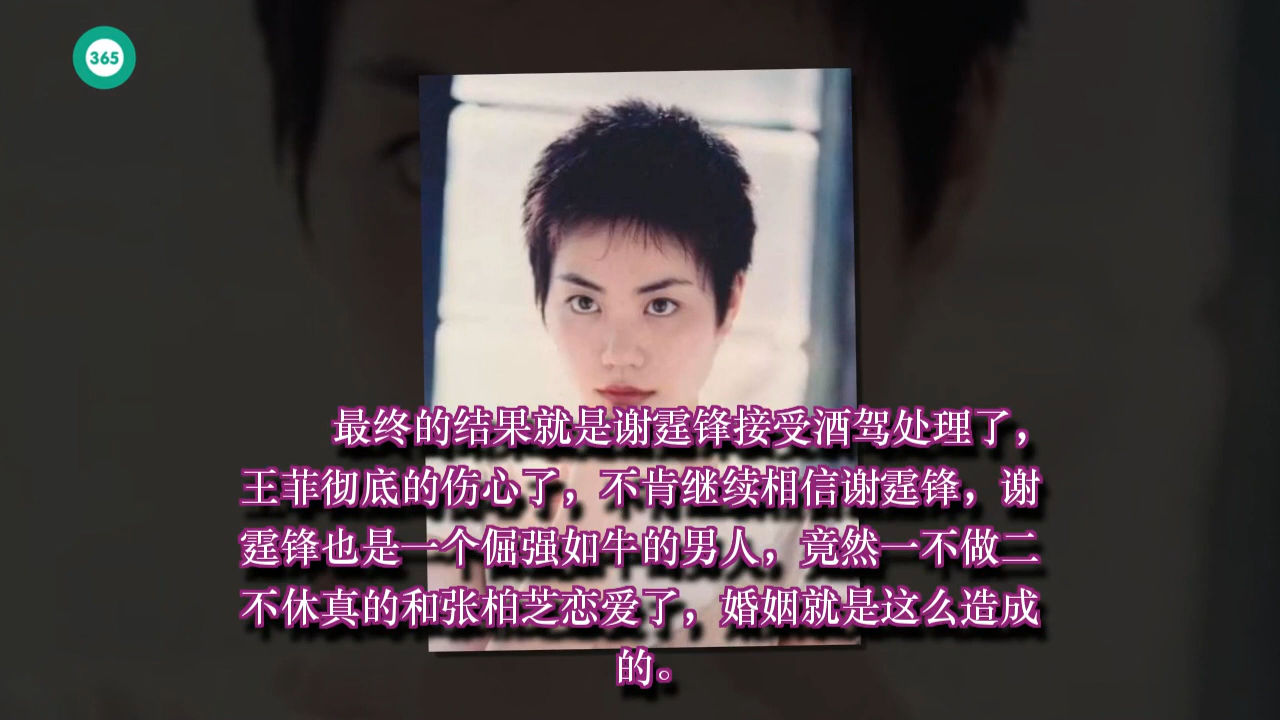 365
最终的结果就是谢霆锋接受酒驾处理了，
王菲彻底的伤心了，不肯继续相信谢霆锋，谢
霆锋也是一个倔强如牛的男人，竟然一不做二
不休真的和张柏芝恋爱了，婚姻就是这么造成
的。